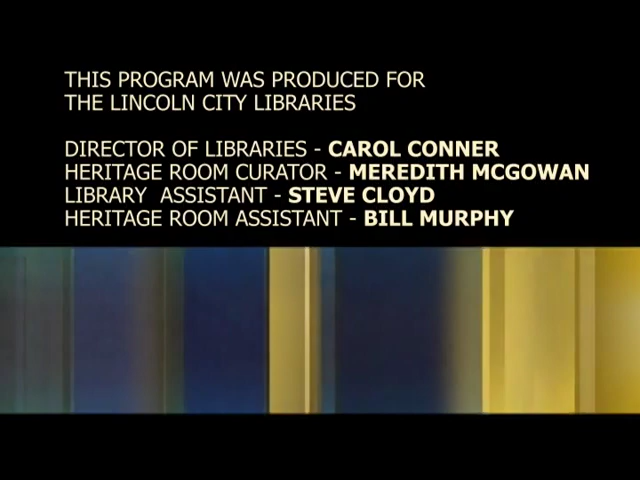 THIS PROGRAM WAS PRODUCED FOR
THE LINCOLN CITY LIBRARIES
DIRECTOR OF LIBRARIES - CAROL CONNER
HERITAGE ROOM CURATOR - MEREDITH MCGOWAN
LIBRARY  ASSISTANT - STEVE CLOYD
HERITAGE ROOM ASSISTANT - BILL MURPHY